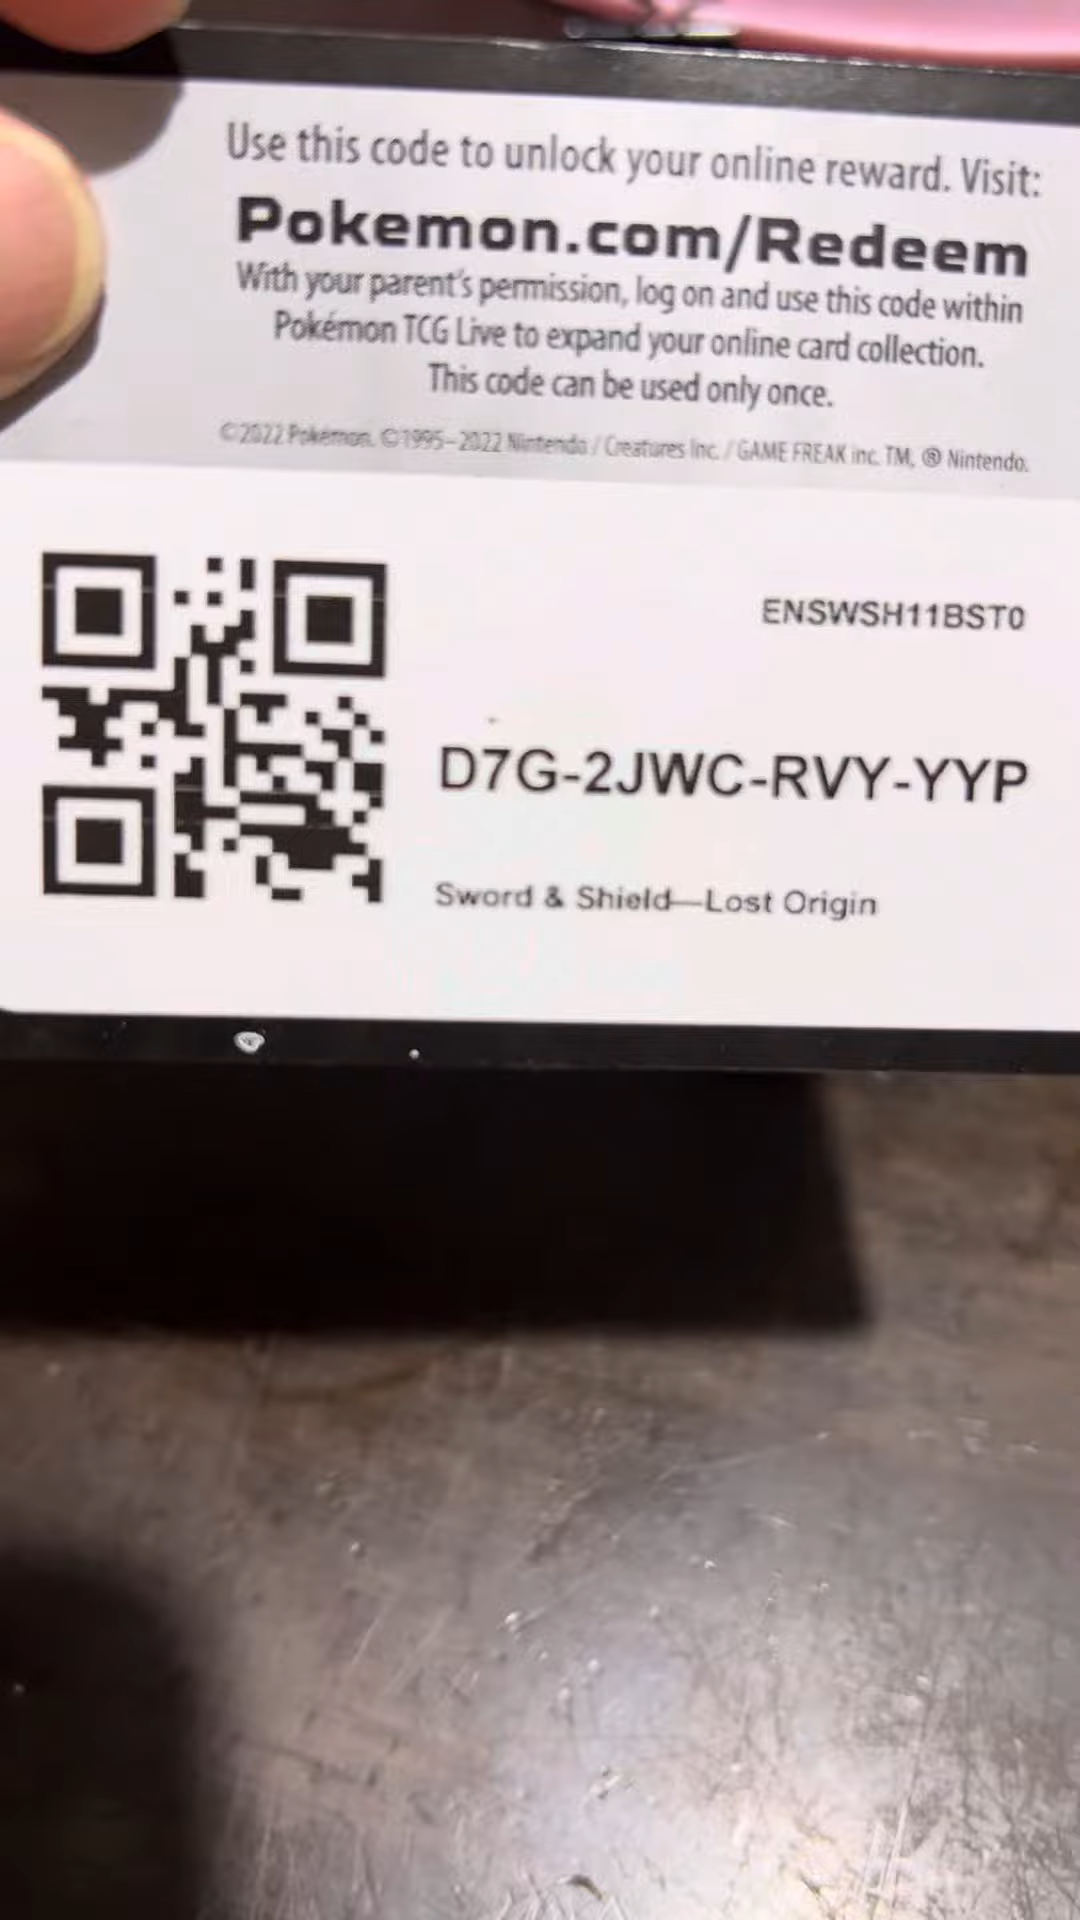 Use this code to unlock your online reward. Visit:
Pokemon.com/Redeem
With your parent's permission, log on and use this code within
Pokémon TCG Live to expand your online card collection.
This code can be used only once.
©2022 Pokémon. ©1995–2022 Nintendo / Creatures Inc. / GAME FREAK inc. TM, ® Nintendo.
ENSWSH11BST0
D7G-2JWC-RVY-YYP
Sword & Shield—Lost Origin